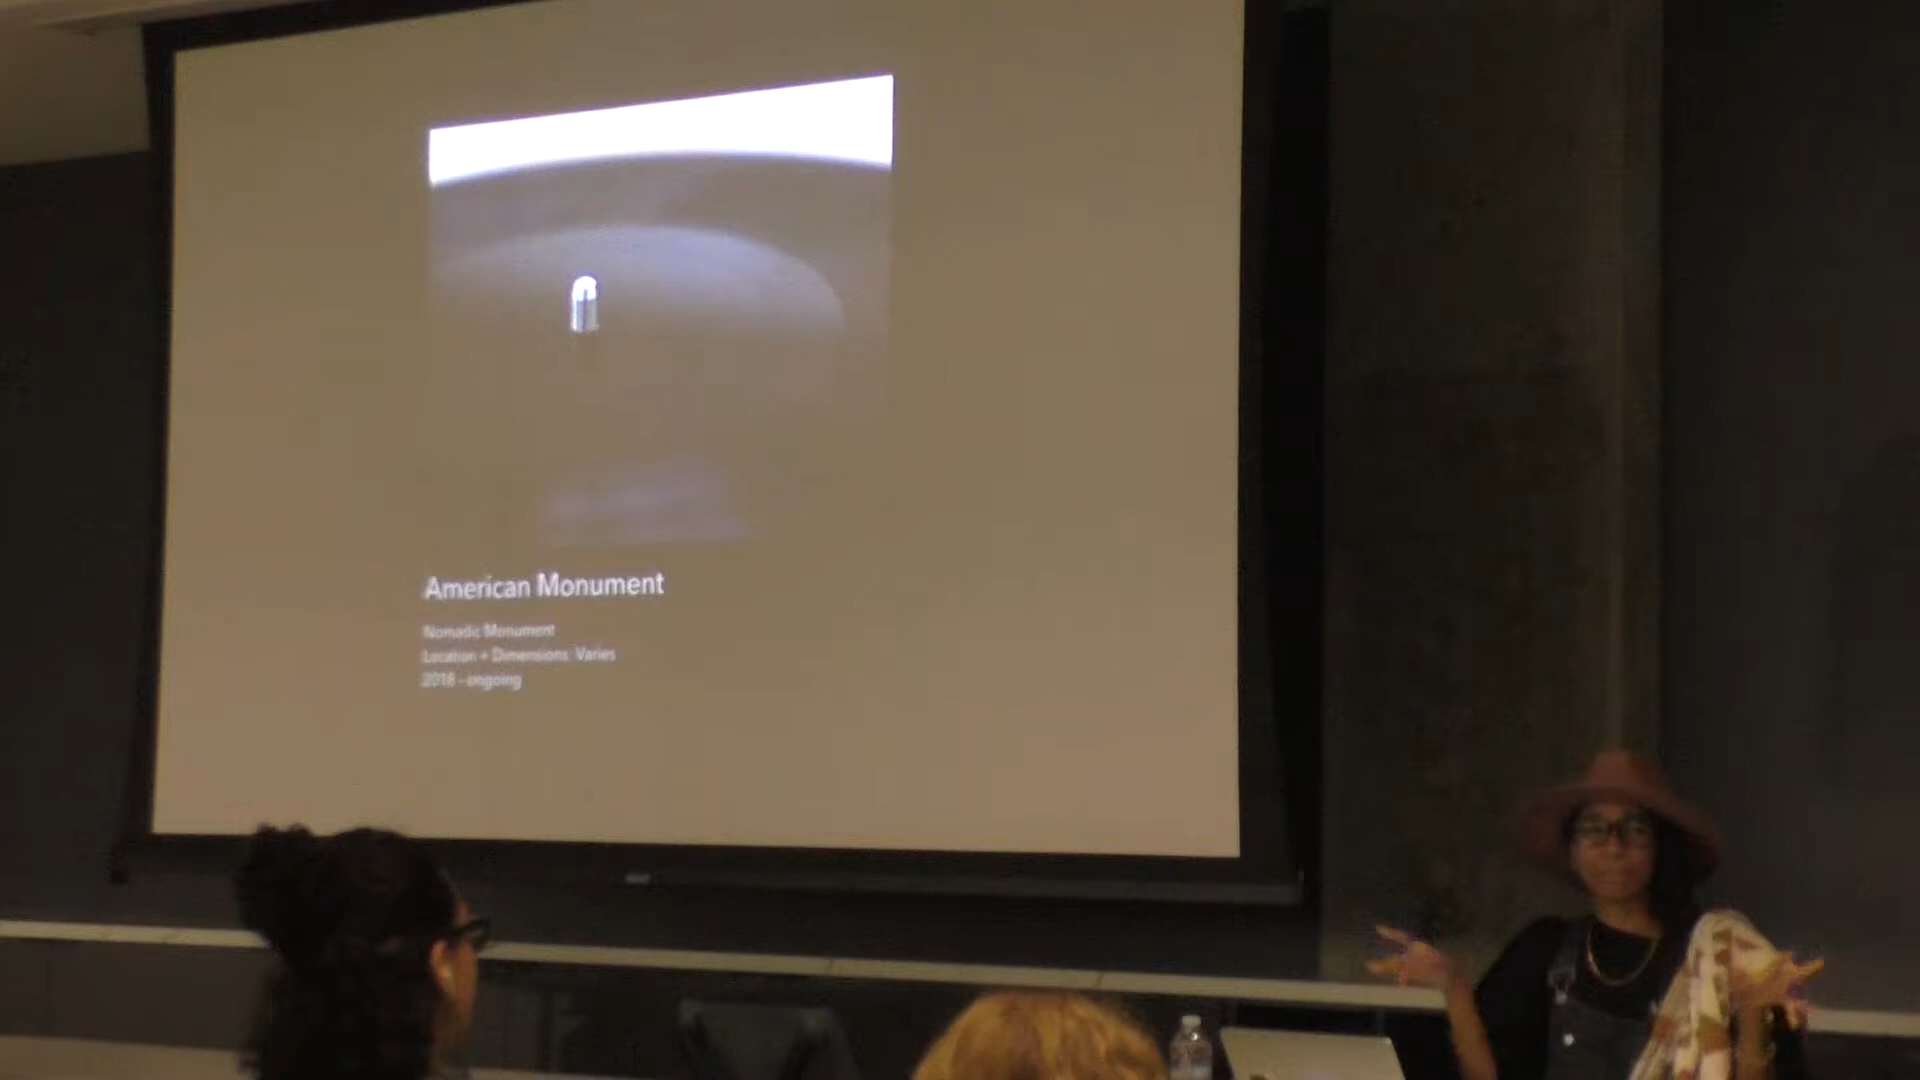 American Monument
Nomadic Monument
Location + Dimensions: Varies
2018 - ongoing